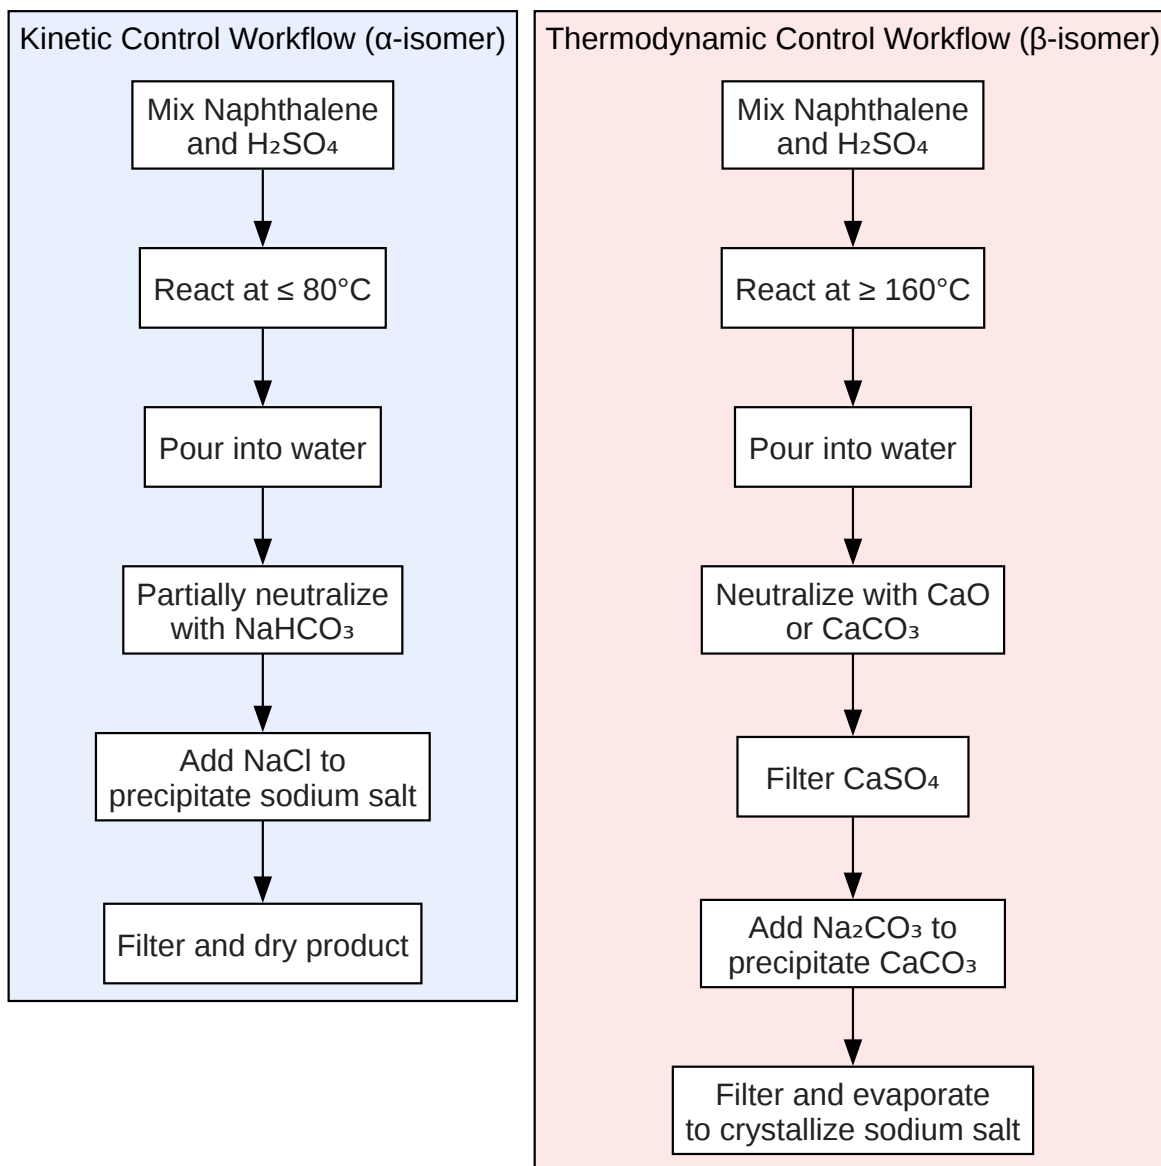 Kinetic Control Workflow (α-isomer)
Mix Naphthalene
and H₂SO₄
React at ≤ 80°C
Pour into water
Partially neutralize
with NaHCO₃
Add NaCl to
precipitate sodium salt
Filter and dry product
Thermodynamic Control Workflow (β-isomer)
Mix Naphthalene
and H₂SO₄
React at ≥ 160°C
Pour into water
Neutralize with CaO
or CaCO₃
Filter CaSO₄
Add Na₂CO₃ to
precipitate CaCO₃
Filter and evaporate
to crystallize sodium salt